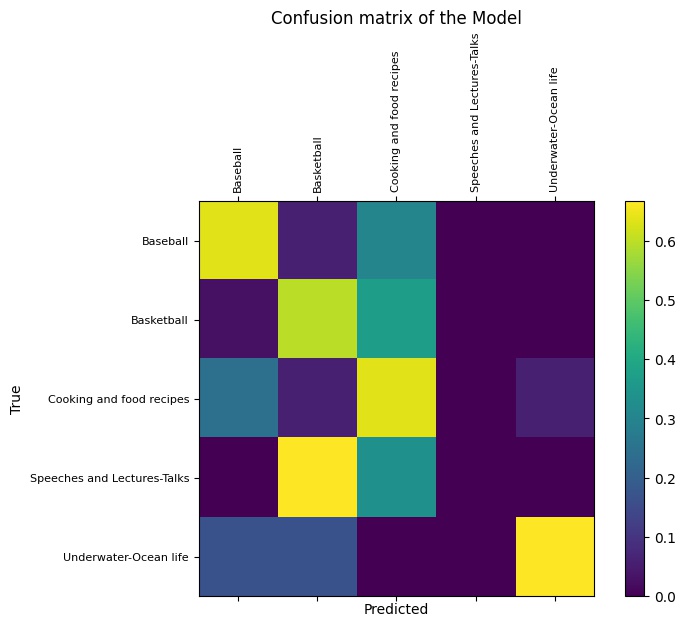 Confusion matrix of the Model
Baseball
Basketball
Cooking and food recipes
Speeches and Lectures-Talks
Underwater-Ocean life
True
Baseball
Basketball
Cooking and food recipes
Speeches and Lectures-Talks
Underwater-Ocean life
Predicted
0.6
0.5
0.4
0.3
0.2
0.1
0.0